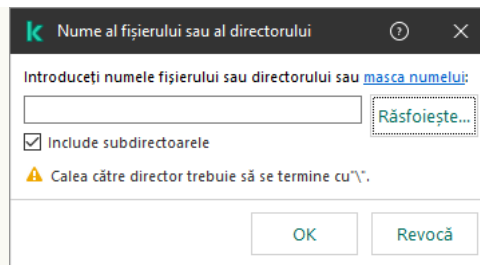 Nume al fișierului sau al directorului
Introduceți numele fișierului sau directorului sau masca numelui:
Răsfoiește...
Include subdirectoarele
Calea către director trebuie să se termine cu"\".
OK Revocă